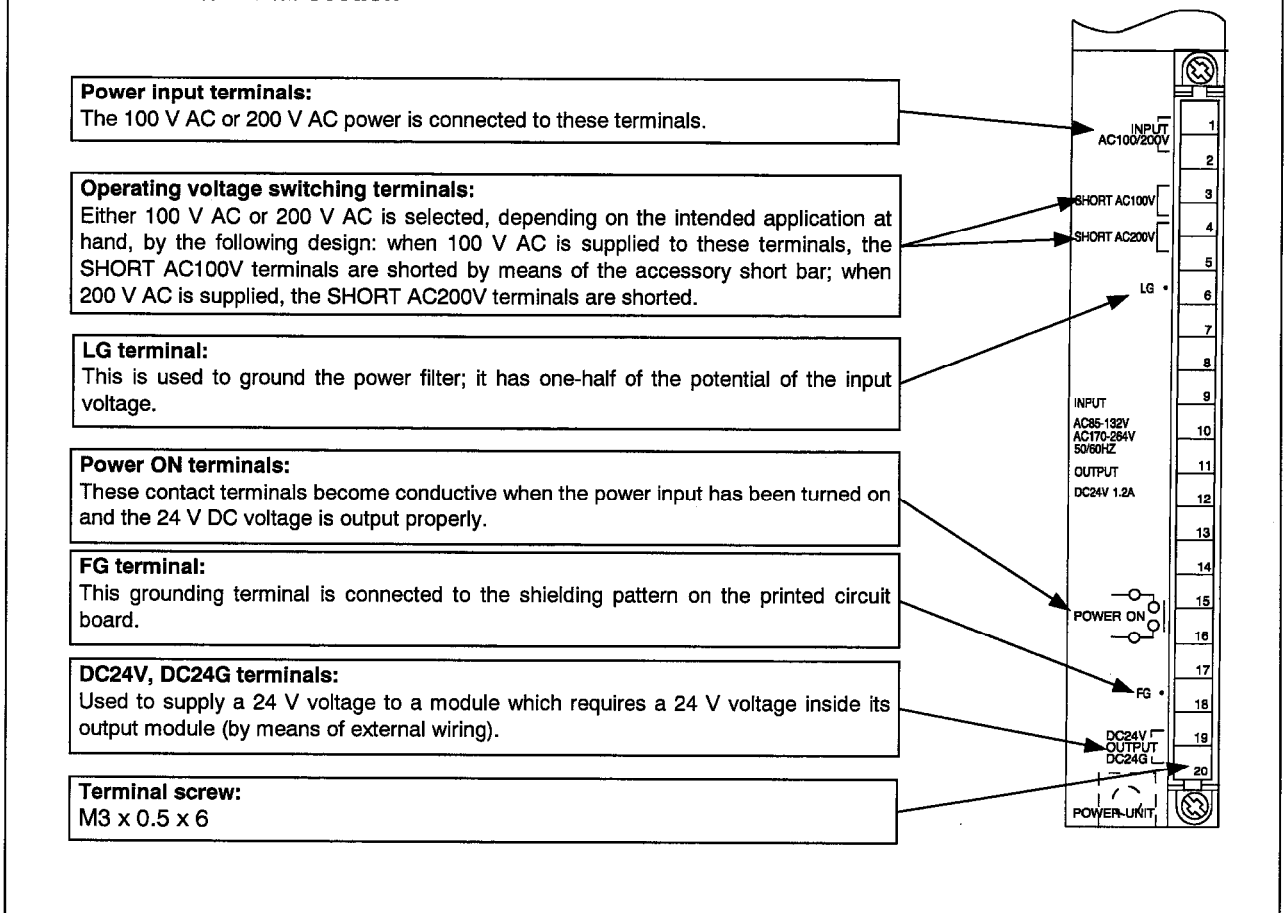 Power input terminals:
The 100 V AC or 200 V AC power is connected to these terminals.
Operating voltage switching terminals:
Either 100 V AC or 200 V AC is selected, depending on the intended application at
hand, by the following design: when 100 V AC is supplied to these terminals, the
SHORT AC100V terminals are shorted by means of the accessory short bar; when
200 V AC is supplied, the SHORT AC200V terminals are shorted.
LG terminal:
This is used to ground the power filter; it has one-half of the potential of the input
voltage.
Power ON terminals:
These contact terminals become conductive when the power input has been turned on
and the 24 V DC voltage is output properly.
FG terminal:
This grounding terminal is connected to the shielding pattern on the printed circuit
board.
DC24V, DC24G terminals:
Used to supply a 24 V voltage to a module which requires a 24 V voltage inside its
output module (by means of external wiring).
Terminal screw:
M3 x 0.5 x 6
INPUT
AC100/200V
SHORT AC100V
SHORT AC200V
LG
INPUT
AC85-132V
AC170-264V
50/60HZ
OUTPUT
DC24V 1.2A
POWER ON
FG
DC24V
OUTPUT
DC24G
POWER UNIT
1
2
3
4
5
6
7
8
9
10
11
12
13
14
15
16
17
18
19
20